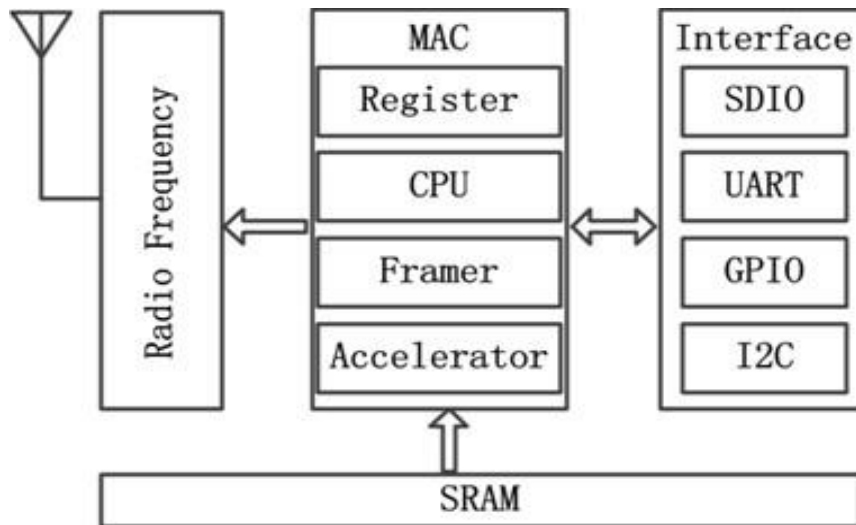 Radio Frequency
MAC
Register
CPU
Framer
Accelerator
Interface
SDIO
UART
GPIO
I2C
SRAM